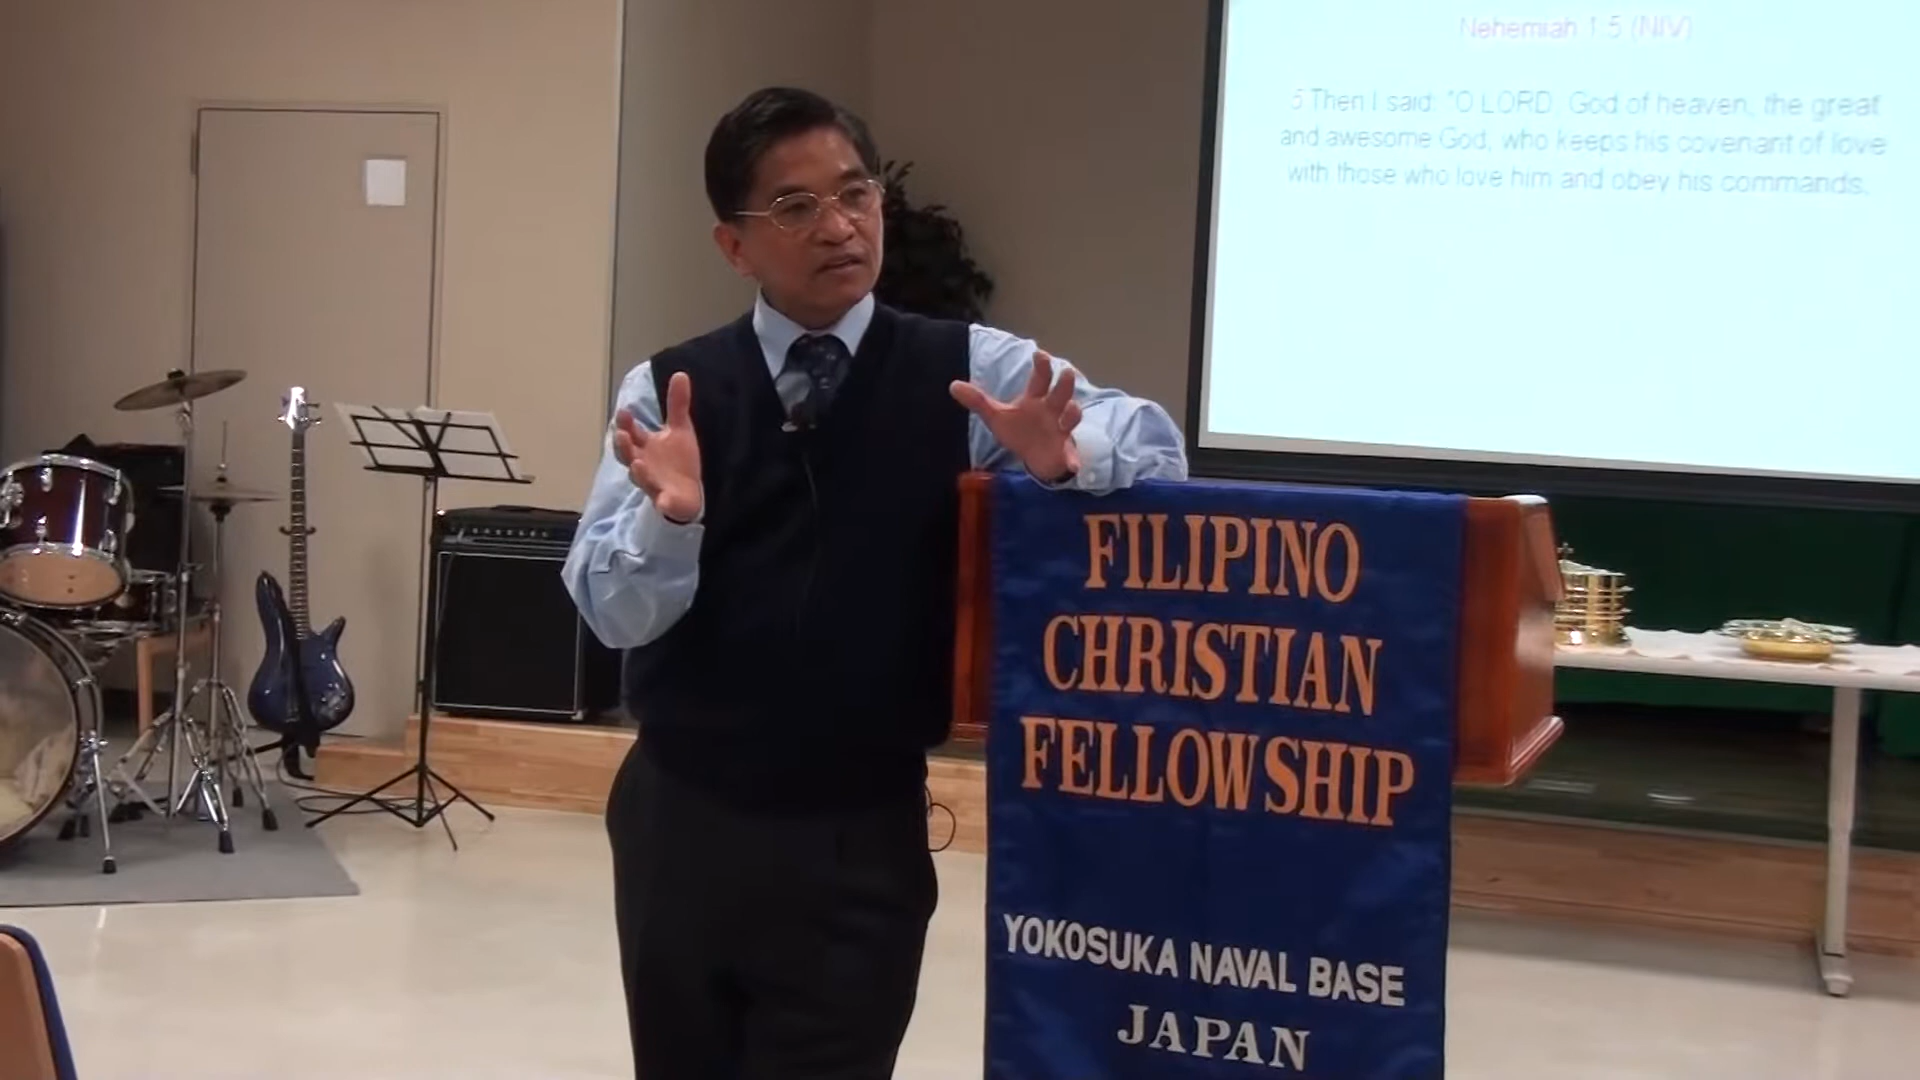 Nehemiah 1:5 (NIV)
5 Then I said: "O LORD, God of heaven, the great
and awesome God, who keeps his covenant of love
with those who love him and obey his commands,
FILIPINO
CHRISTIAN
FELLOWSHIP
YOKOSUKA NAVAL BASE
JAPAN